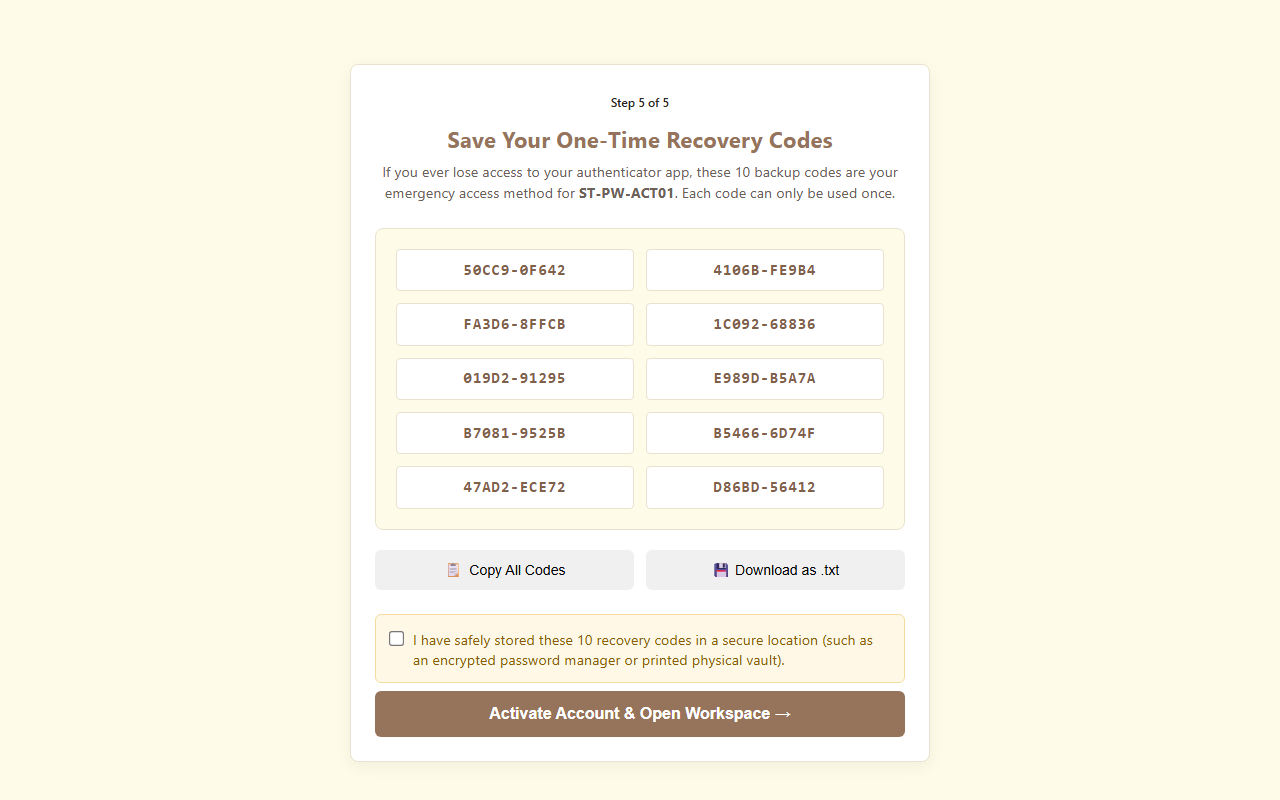 Step 5 of 5
Save Your One-Time Recovery Codes
If you ever lose access to your authenticator app, these 10 backup codes are your
emergency access method for ST-PW-ACT01. Each code can only be used once.
50CC9-0F642
4106B-FE9B4
FA3D6-8FFCB
1C092-68836
019D2-91295
E989D-B5A7A
B7081-9525B
B5466-6D74F
47AD2-ECE72
D86BD-56412
📋 Copy All Codes
💾 Download as .txt
I have safely stored these 10 recovery codes in a secure location (such as
an encrypted password manager or printed physical vault).
Activate Account & Open Workspace →